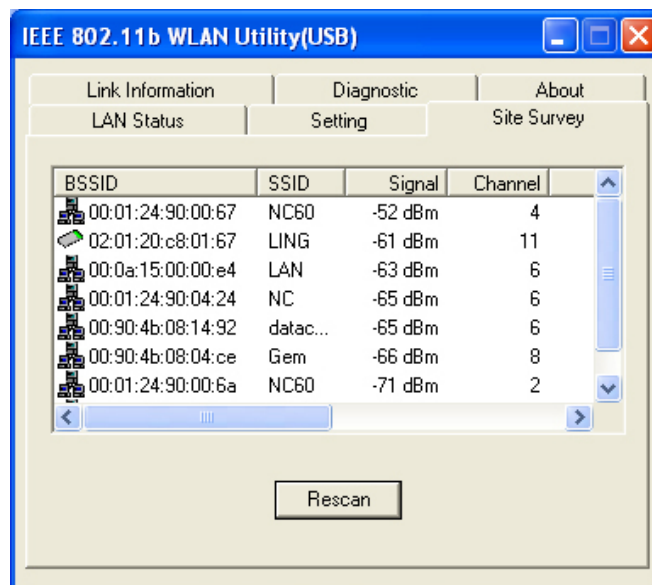 IEEE 802.11b WLAN Utility(USB)
Link Information Diagnostic About
LAN Status Setting Site Survey
BSSID SSID Signal Channel
00:01:24:90:00:67 NC60 -52 dBm 4
02:01:20:c8:01:67 LING -61 dBm 11
00:0a:15:00:00:e4 LAN -63 dBm 6
00:01:24:90:04:24 NC -65 dBm 6
00:90:4b:08:14:92 datac... -65 dBm 6
00:90:4b:08:04:ce Gem -66 dBm 8
00:01:24:90:00:6a NC60 -71 dBm 2
Rescan